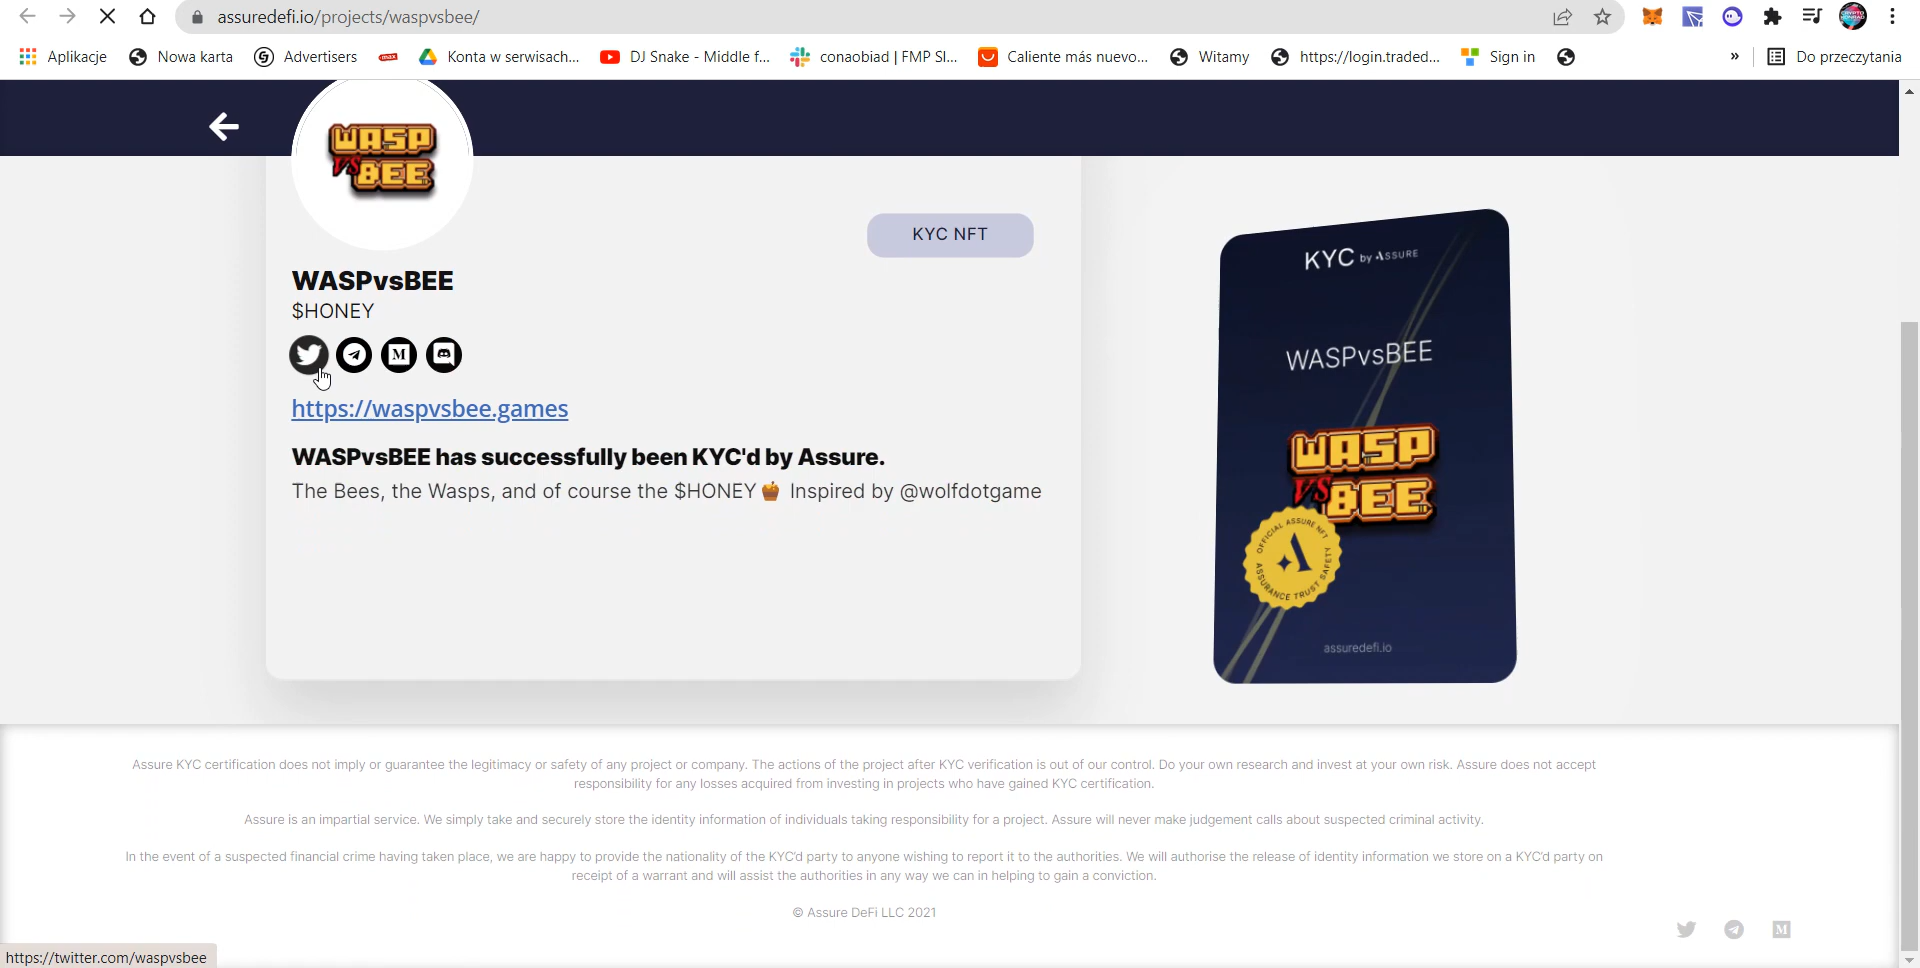 assuredefi.io/projects/waspvsbee/
Aplikacje
Nowa karta
Advertisers
max
Konta w serwisach...
DJ Snake - Middle f...
conaobiad | FMP Sl...
Caliente más nuevo...
Witamy
https://login.traded...
Sign in
»
Do przeczytania
WASP
VS
BEE
KYC NFT
WASPvsBEE
$HONEY
https://waspvsbee.games
WASPvsBEE has successfully been KYC'd by Assure.
The Bees, the Wasps, and of course the $HONEY🍯 Inspired by @wolfdotgame
KYC by ASSURE
WASPvsBEE
WASP
VS
BEE
OFFICIAL ASSURE NFT
ASSURANCE TRUST SAFETY
assuredefi.io
Assure KYC certification does not imply or guarantee the legitimacy or safety of any project or company. The actions of the project after KYC verification is out of our control. Do your own research and invest at your own risk. Assure does not accept
responsibility for any losses acquired from investing in projects who have gained KYC certification.
Assure is an impartial service. We simply take and securely store the identity information of individuals taking responsibility for a project. Assure will never make judgement calls about suspected criminal activity.
In the event of a suspected financial crime having taken place, we are happy to provide the nationality of the KYC'd party to anyone wishing to report it to the authorities. We will authorise the release of identity information we store on a KYC'd party on
receipt of a warrant and will assist the authorities in any way we can in helping to gain a conviction.
© Assure DeFi LLC 2021
https://twitter.com/waspvsbee